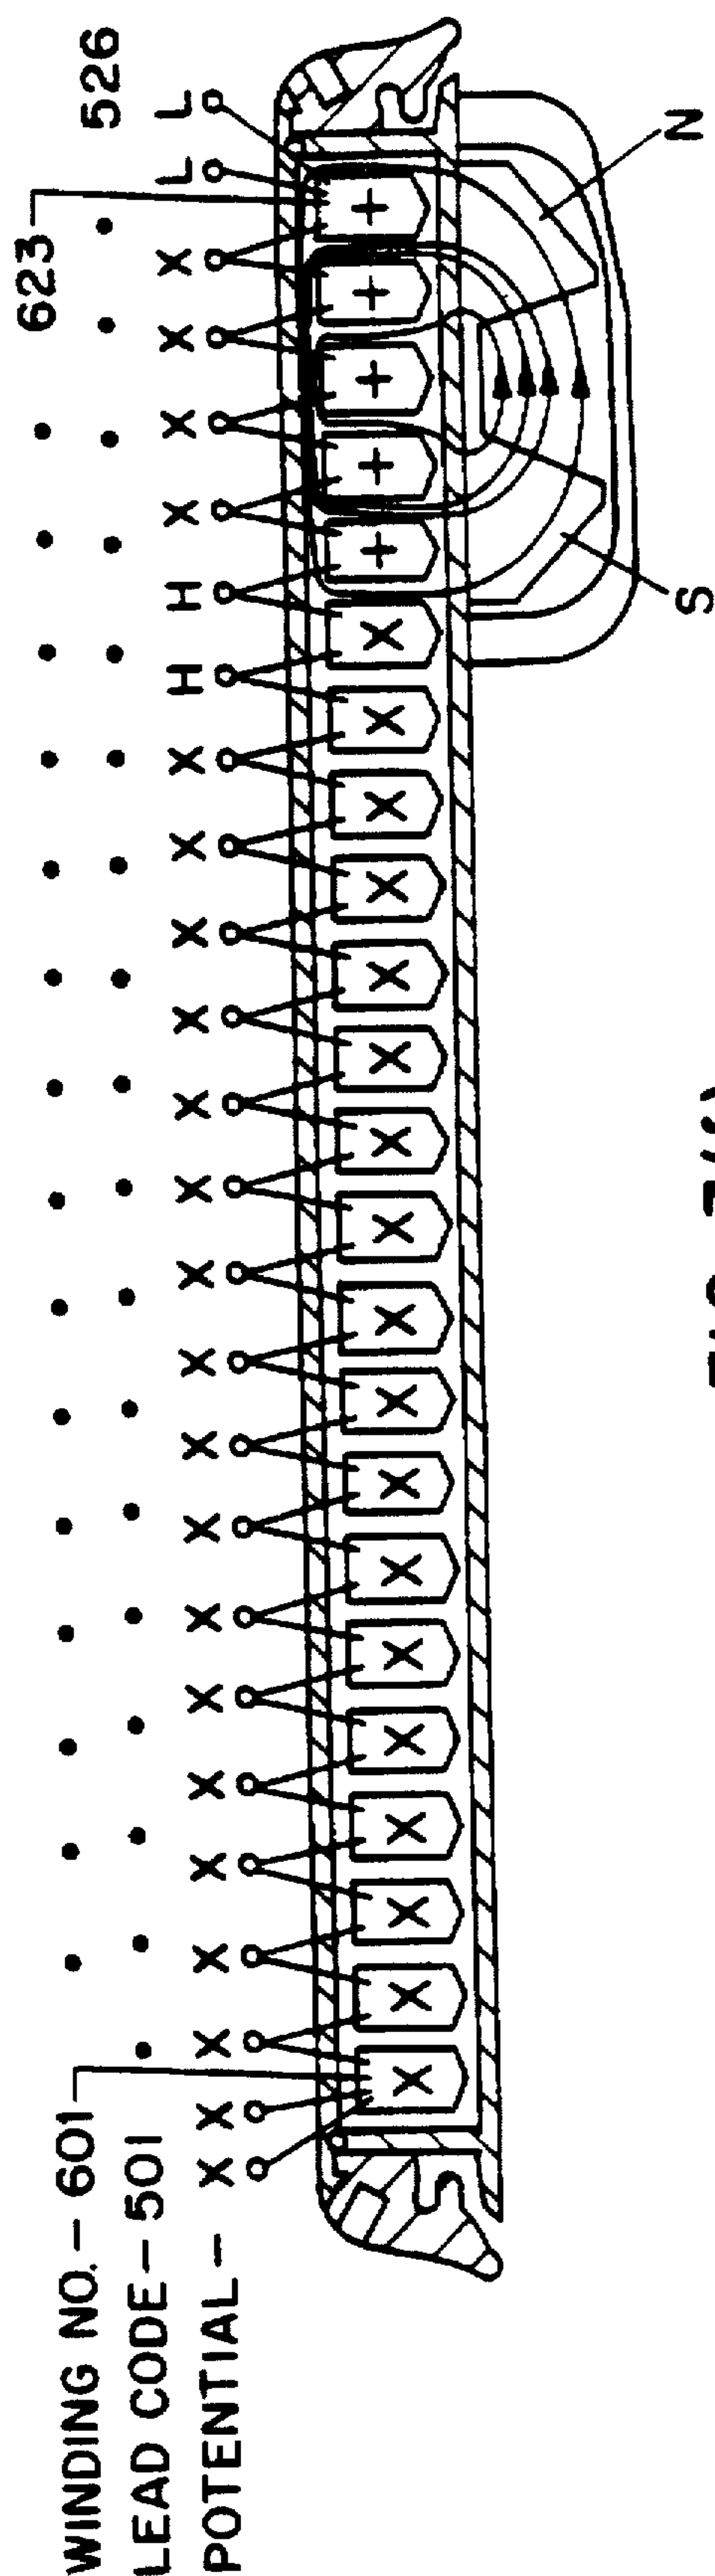 WINDING NO.– 601 • • • • • • • • • • • • • • • 623
LEAD CODE– 501 • • • • • • • • • • • • • • • • • • 526
POTENTIAL – X X X X X X X X X X X X X X X X X X H H X X X X L L
X X X X X X X X X X X X X X X X X X + + + + +
S N